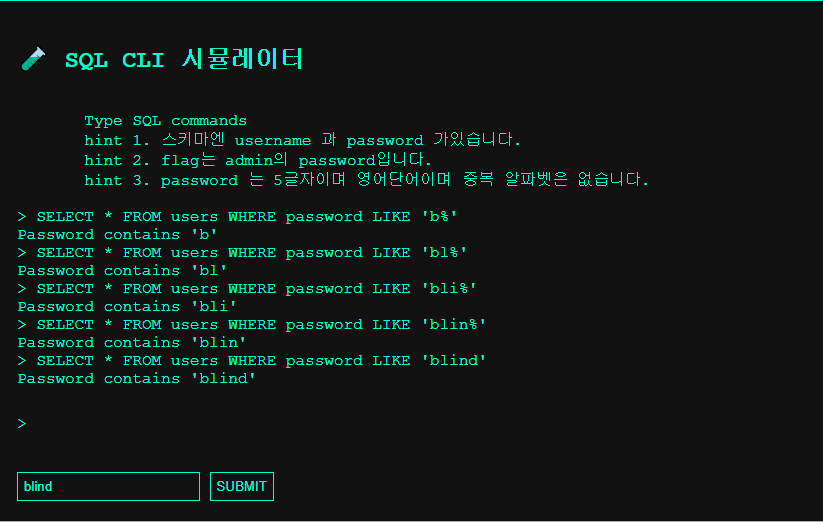 SQL CLI 시뮬레이터
Type SQL commands
hint 1. 스키마엔 username 과 password 가있습니다.
hint 2. flag는 admin의 password입니다.
hint 3. password 는 5글자이며 영어단어이며 중복 알파벳은 없습니다.
> SELECT * FROM users WHERE password LIKE 'b%'
Password contains 'b'
> SELECT * FROM users WHERE password LIKE 'bl%'
Password contains 'bl'
> SELECT * FROM users WHERE password LIKE 'bli%'
Password contains 'bli'
> SELECT * FROM users WHERE password LIKE 'blin%'
Password contains 'blin'
> SELECT * FROM users WHERE password LIKE 'blind'
Password contains 'blind'
>
blind SUBMIT